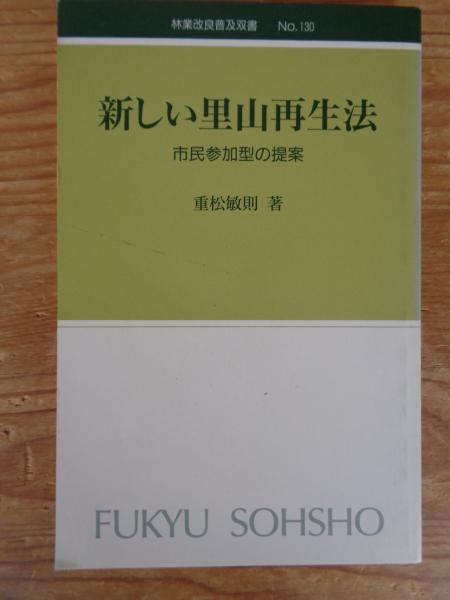 林業改良普及双書 No.130
新しい里山再生法
市民参加型の提案
重松敏則 著
FUKYU SOHSHO